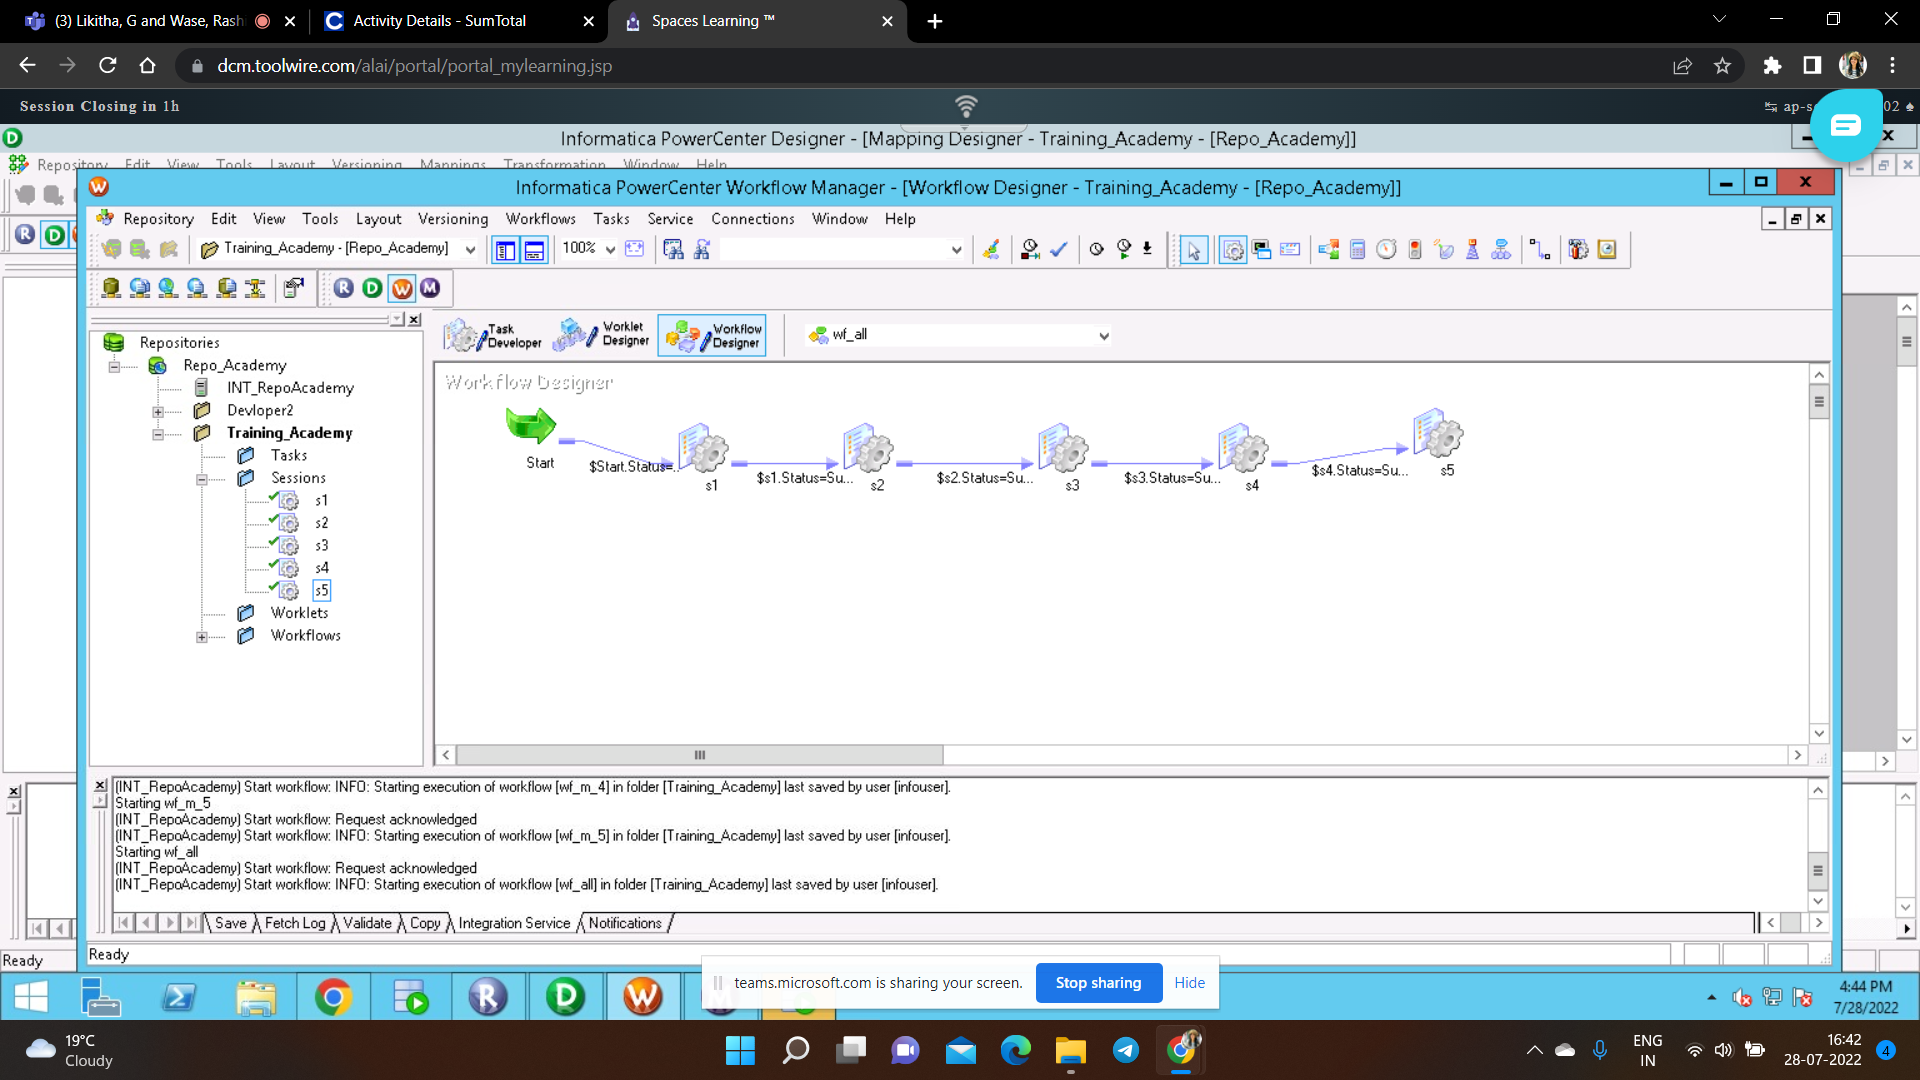 (3) Likitha, G and Wase, Rash
Activity Details - SumTotal
Spaces Learning ™
dcm.toolwire.com/alai/portal/portal_mylearning.jsp
Session Closing in 1h
02
Informatica PowerCenter Designer - [Mapping Designer - Training_Academy - [Repo_Academy]]
Repository Edit View Tools Layout Versioning Mappings Transformation Window Help
Informatica PowerCenter Workflow Manager - [Workflow Designer - Training_Academy - [Repo_Academy]]
Repository Edit View Tools Layout Versioning Workflows Tasks Service Connections Window Help
Training_Academy - [Repo_Academy]
100%
Task Developer
Worklet Designer
Workflow Designer
wf_all
Repositories
Repo_Academy
INT_RepoAcademy
Devloper2
Training_Academy
Tasks
Sessions
s1
s2
s3
s4
s5
Worklets
Workflows
Workflow Designer
Start
$Start.Status=..
s1
$s1.Status=Su...
s2
$s2.Status=Su...
s3
$s3.Status=Su...
s4
$s4.Status=Su...
s5
(INT_RepoAcademy) Start workflow: INFO: Starting execution of workflow [wf_m_4] in folder [Training_Academy] last saved by user [infouser].
Starting wf_m_5
(INT_RepoAcademy) Start workflow: Request acknowledged
(INT_RepoAcademy) Start workflow: INFO: Starting execution of workflow [wf_m_5] in folder [Training_Academy] last saved by user [infouser].
Starting wf_all
(INT_RepoAcademy) Start workflow: Request acknowledged
(INT_RepoAcademy) Start workflow: INFO: Starting execution of workflow [wf_all] in folder [Training_Academy] last saved by user [infouser].
Save Fetch Log Validate Copy Integration Service Notifications
Ready
Ready
teams.microsoft.com is sharing your screen.
Stop sharing
Hide
4:44 PM
7/28/2022
19°C
Cloudy
ENG
IN
16:42
28-07-2022
4